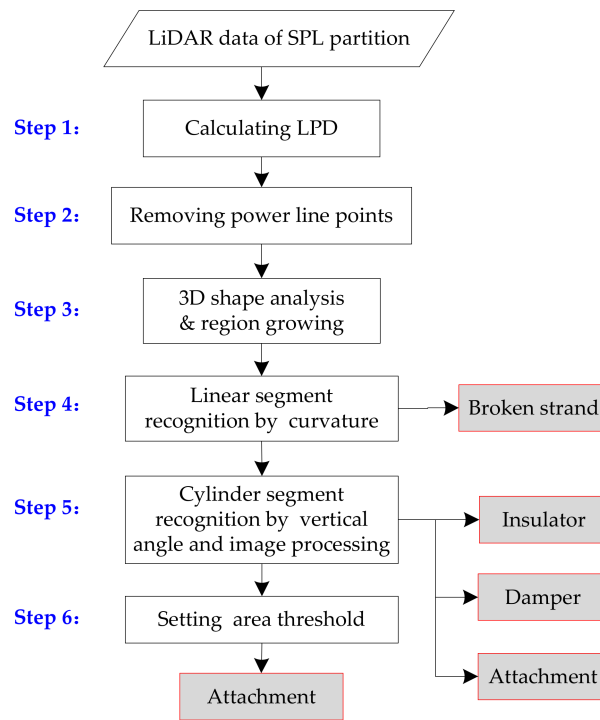 LiDAR data of SPL partition
Step 1:
Calculating LPD
Step 2:
Removing power line points
Step 3:
3D shape analysis
& region growing
Step 4:
Linear segment
recognition by curvature
Broken strand
Step 5:
Cylinder segment
recognition by vertical
angle and image processing
Insulator
Damper
Attachment
Step 6:
Setting area threshold
Attachment